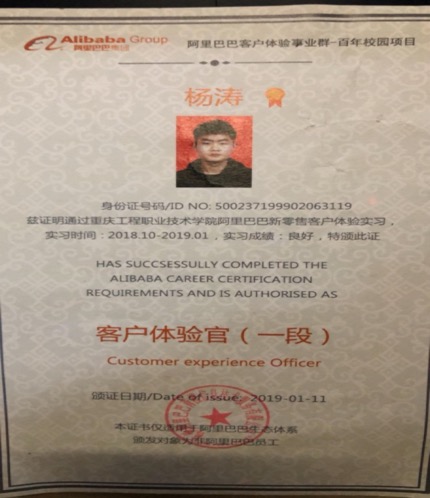 Alibaba Group
阿里巴巴集团
阿里巴巴客户体验事业群-百年校园项目
杨涛
身份证号码/ID NO: 500237199902063119
兹证明通过重庆工程职业技术学院阿里巴巴新零售客户体验实习，
实习时间：2018.10-2019.01，实习成绩：良好，特颁此证
HAS SUCCSESSFULLY COMPLETED THE
ALIBABA CAREER CERTIFICATION
REQUIREMENTS AND IS AUTHORISED AS
客户体验官（一段）
Customer experience Officer
颁证日期/Date of issue: 2019-01-11
本证书仅适用于阿里巴巴生态体系
颁发对象为非阿里巴巴员工